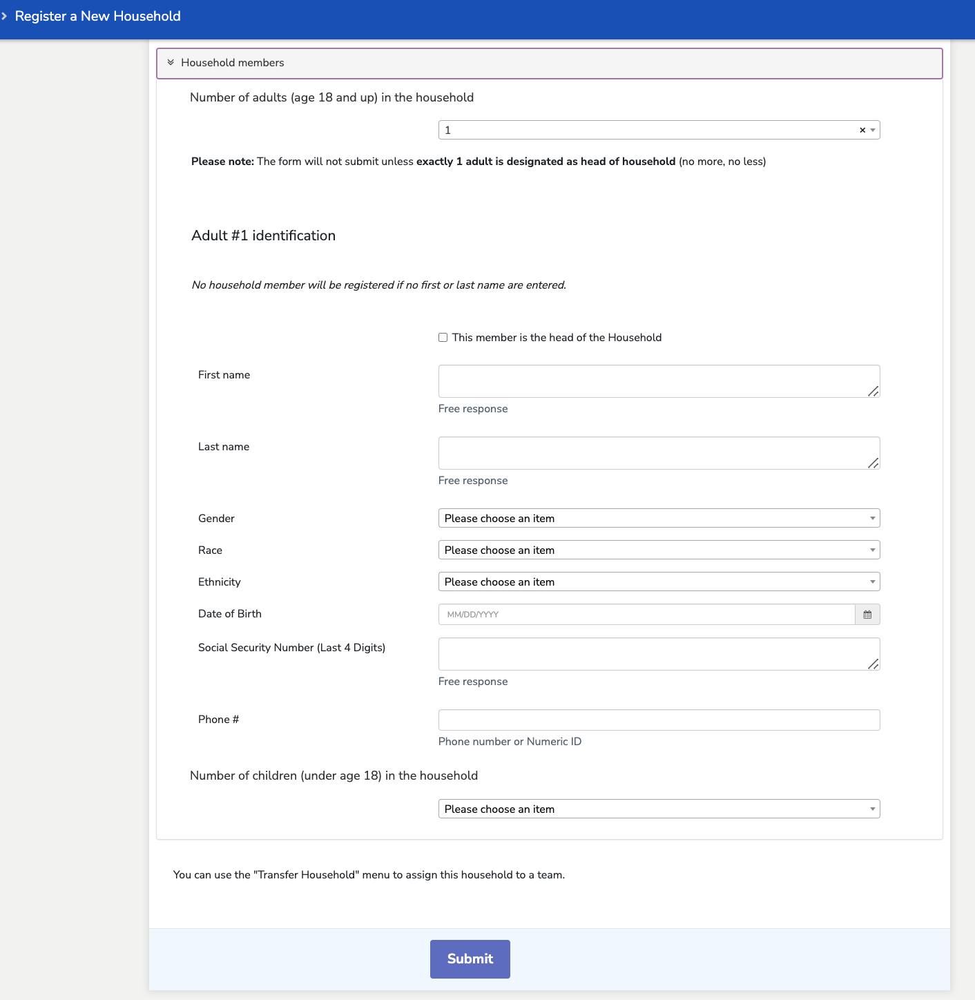 Register a New Household
Household members
Number of adults (age 18 and up) in the household
1
Please note: The form will not submit unless exactly 1 adult is designated as head of household (no more, no less)
Adult #1 identification
No household member will be registered if no first or last name are entered.
This member is the head of the Household
First name
Free response
Last name
Free response
Gender Please choose an item
Race Please choose an item
Ethnicity Please choose an item
Date of Birth MM/DD/YYYY
Social Security Number (Last 4 Digits)
Free response
Phone #
Phone number or Numeric ID
Number of children (under age 18) in the household
Please choose an item
You can use the "Transfer Household" menu to assign this household to a team.
Submit